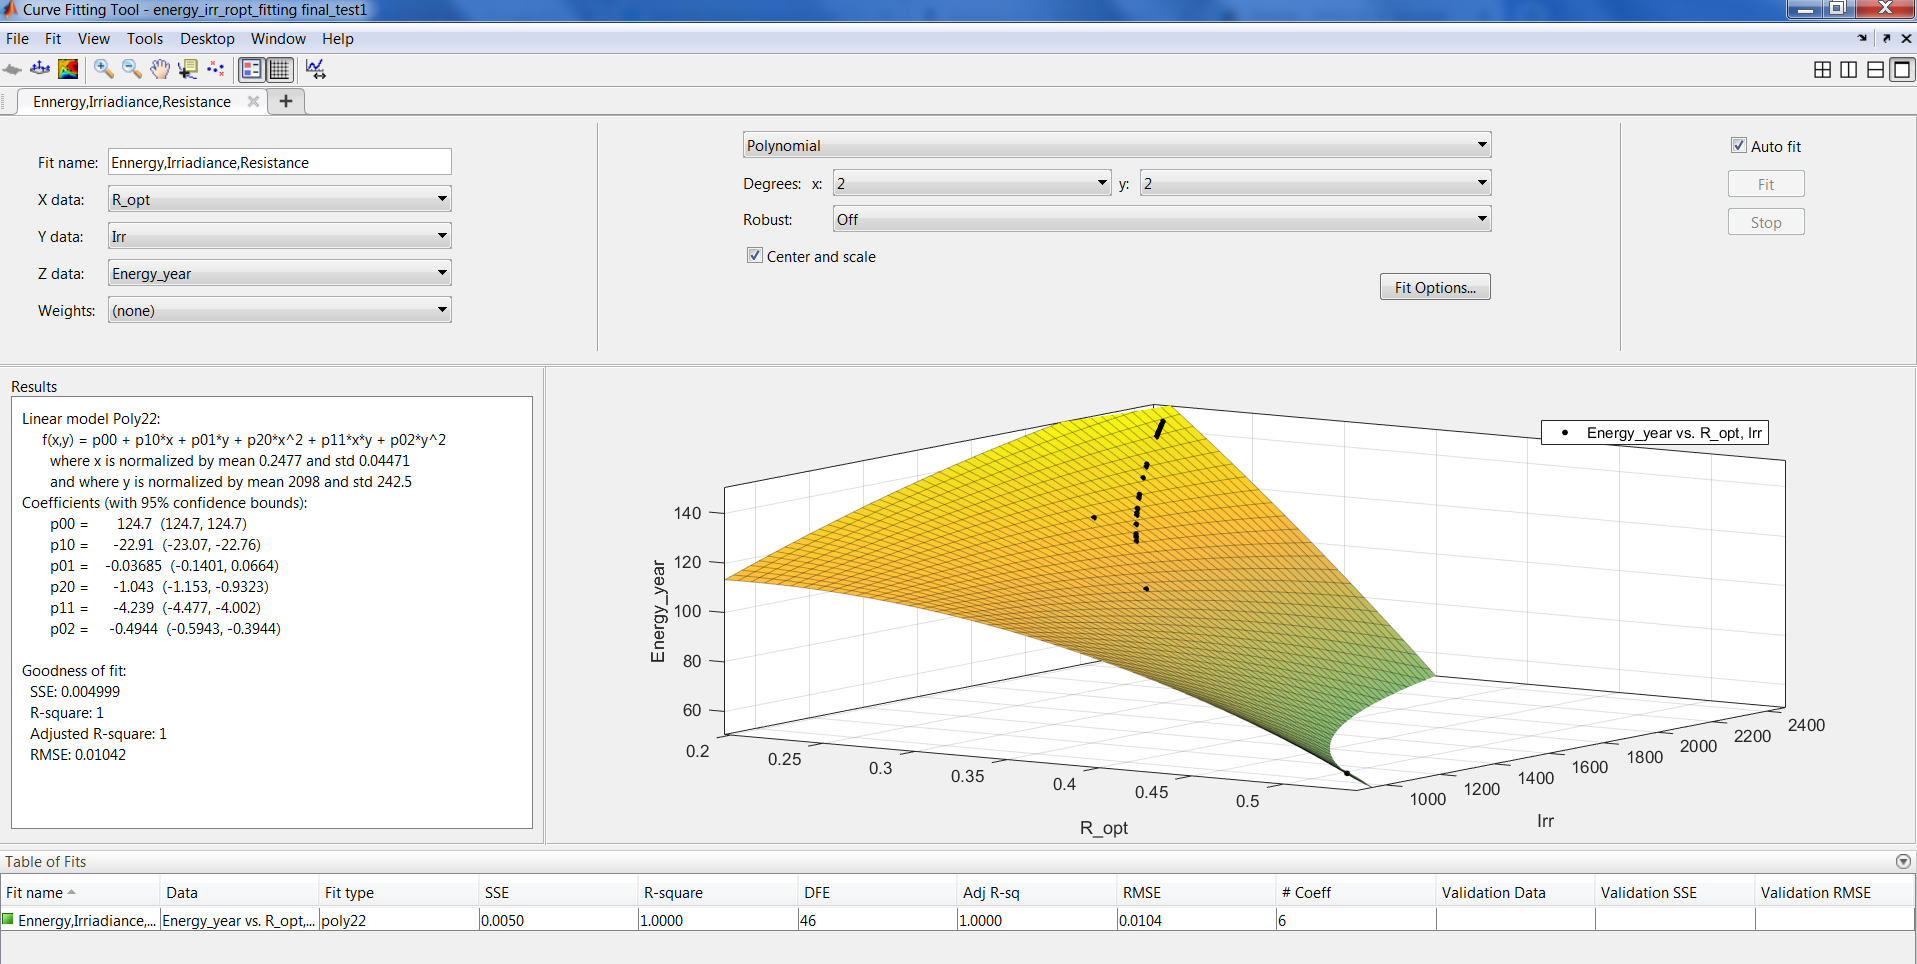 Curve Fitting Tool - energy_irr_ropt_fitting final_test1
File Fit View Tools Desktop Window Help
Ennergy,Irriadiance,Resistance
Fit name: Ennergy,Irriadiance,Resistance
X data: R_opt
Y data: Irr
Z data: Energy_year
Weights: (none)
Polynomial
Degrees: x: 2 y: 2
Robust: Off
Center and scale
Fit Options...
Auto fit
Fit
Stop
Results
Linear model Poly22:
f(x,y) = p00 + p10*x + p01*y + p20*x^2 + p11*x*y + p02*y^2
where x is normalized by mean 0.2477 and std 0.04471
and where y is normalized by mean 2098 and std 242.5
Coefficients (with 95% confidence bounds):
p00 = 124.7 (124.7, 124.7)
p10 = -22.91 (-23.07, -22.76)
p01 = -0.03685 (-0.1401, 0.0664)
p20 = -1.043 (-1.153, -0.9323)
p11 = -4.239 (-4.477, -4.002)
p02 = -0.4944 (-0.5943, -0.3944)
Goodness of fit:
SSE: 0.004999
R-square: 1
Adjusted R-square: 1
RMSE: 0.01042
Energy_year vs. R_opt, Irr
Energy_year
140
120
100
80
60
0.2
0.25
0.3
0.35
0.4
0.45
0.5
R_opt
1000
1200
1400
1600
1800
2000
2200
2400
Irr
Table of Fits
Fit name Data Fit type SSE R-square DFE Adj R-sq RMSE # Coeff Validation Data Validation SSE Validation RMSE
Ennergy,Irriadiance,... Energy_year vs. R_opt,... poly22 0.0050 1.0000 46 1.0000 0.0104 6